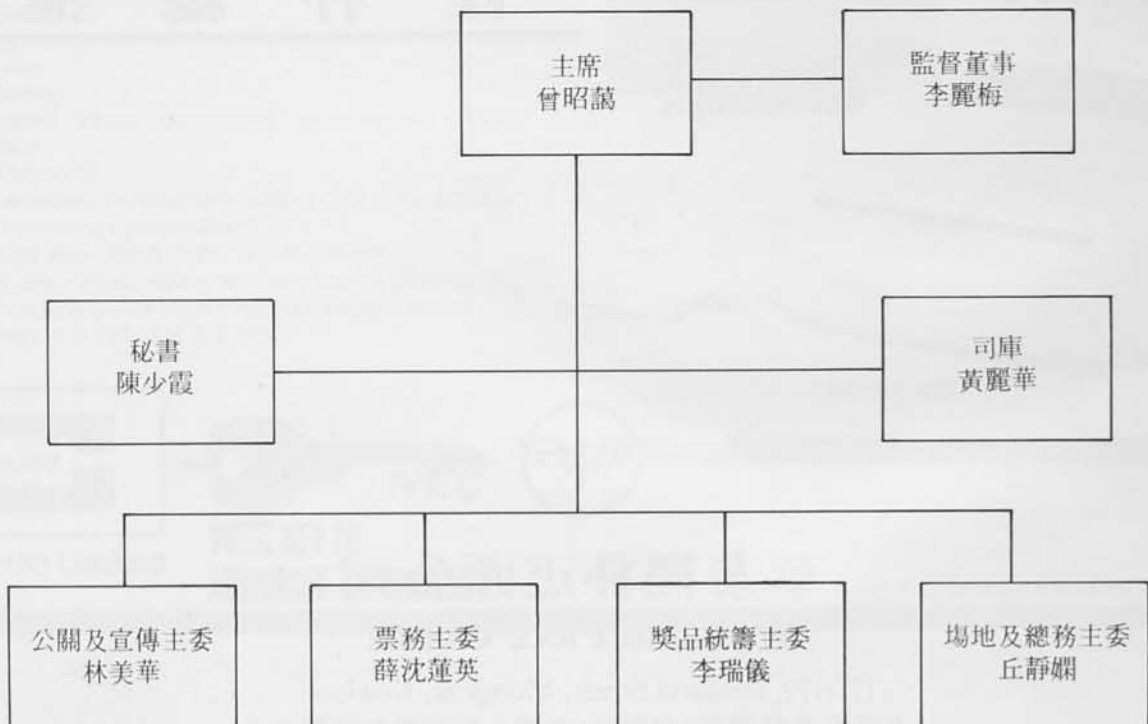 主席
曾昭藹
監督董事
李麗梅
秘書
陳少霞
司庫
黃麗華
公關及宣傳主委
林美華
票務主委
薛沈蓮英
獎品統籌主委
李瑞儀
場地及總務主委
丘靜嫻